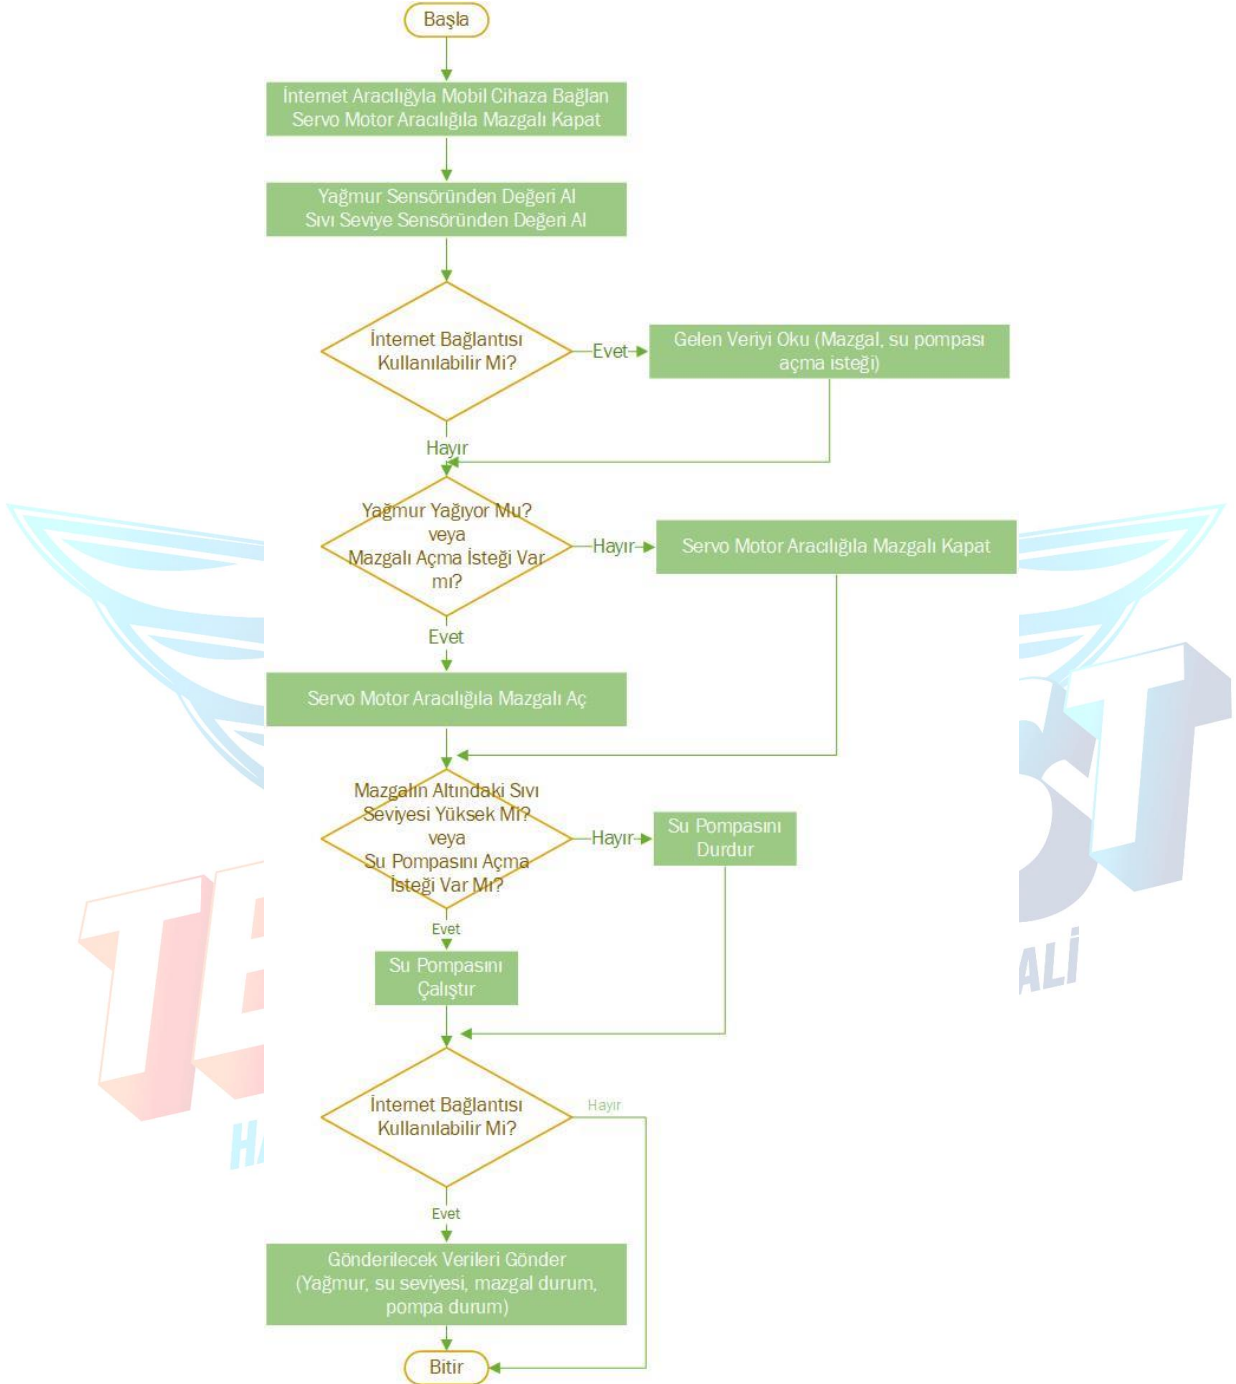 Başla
İnternet Aracılığyla Mobil Cihaza Bağlan
Servo Motor Aracılığıla Mazgalı Kapat
Yağmur Sensöründen Değeri Al
Sıvı Seviye Sensöründen Değeri Al
İnternet Bağlantısı
Kullanılabilir Mi?
Evet
Gelen Veriyi Oku (Mazgal, su pompası
açma isteği)
Hayır
Yağmur Yağıyor Mu?
veya
Mazgalı Açma İsteği Var
mı?
Hayır
Servo Motor Aracılığıla Mazgalı Kapat
Evet
Servo Motor Aracılığıla Mazgalı Aç
Mazgalın Altındaki Sıvı
Seviyesi Yüksek Mi?
veya
Su Pompasını Açma
İsteği Var Mı?
Hayır
Su Pompasını
Durdur
Evet
Su Pompasını
Çalıştır
İnternet Bağlantısı
Kullanılabilir Mi?
Hayır
Evet
Gönderilecek Verileri Gönder
(Yağmur, su seviyesi, mazgal durum,
pompa durum)
Bitir